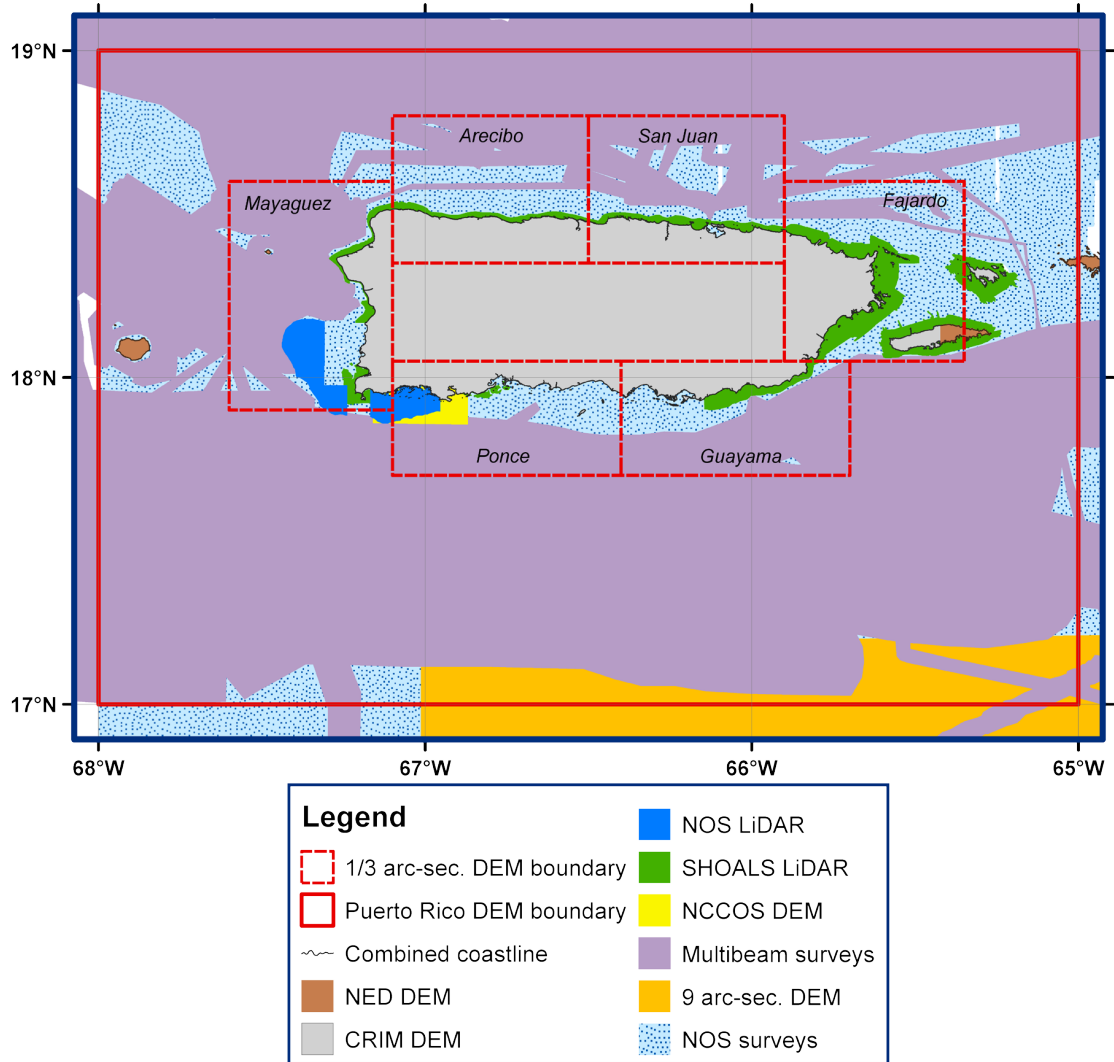 19°N
18°N
17°N
Arecibo
San Juan
Mayaguez
Fajardo
Ponce
Guayama
68°W
67°W
66°W
65°W
Legend
1/3 arc-sec. DEM boundary
Puerto Rico DEM boundary
Combined coastline
NED DEM
CRIM DEM
NOS LiDAR
SHOALS LiDAR
NCCOS DEM
Multibeam surveys
9 arc-sec. DEM
NOS surveys